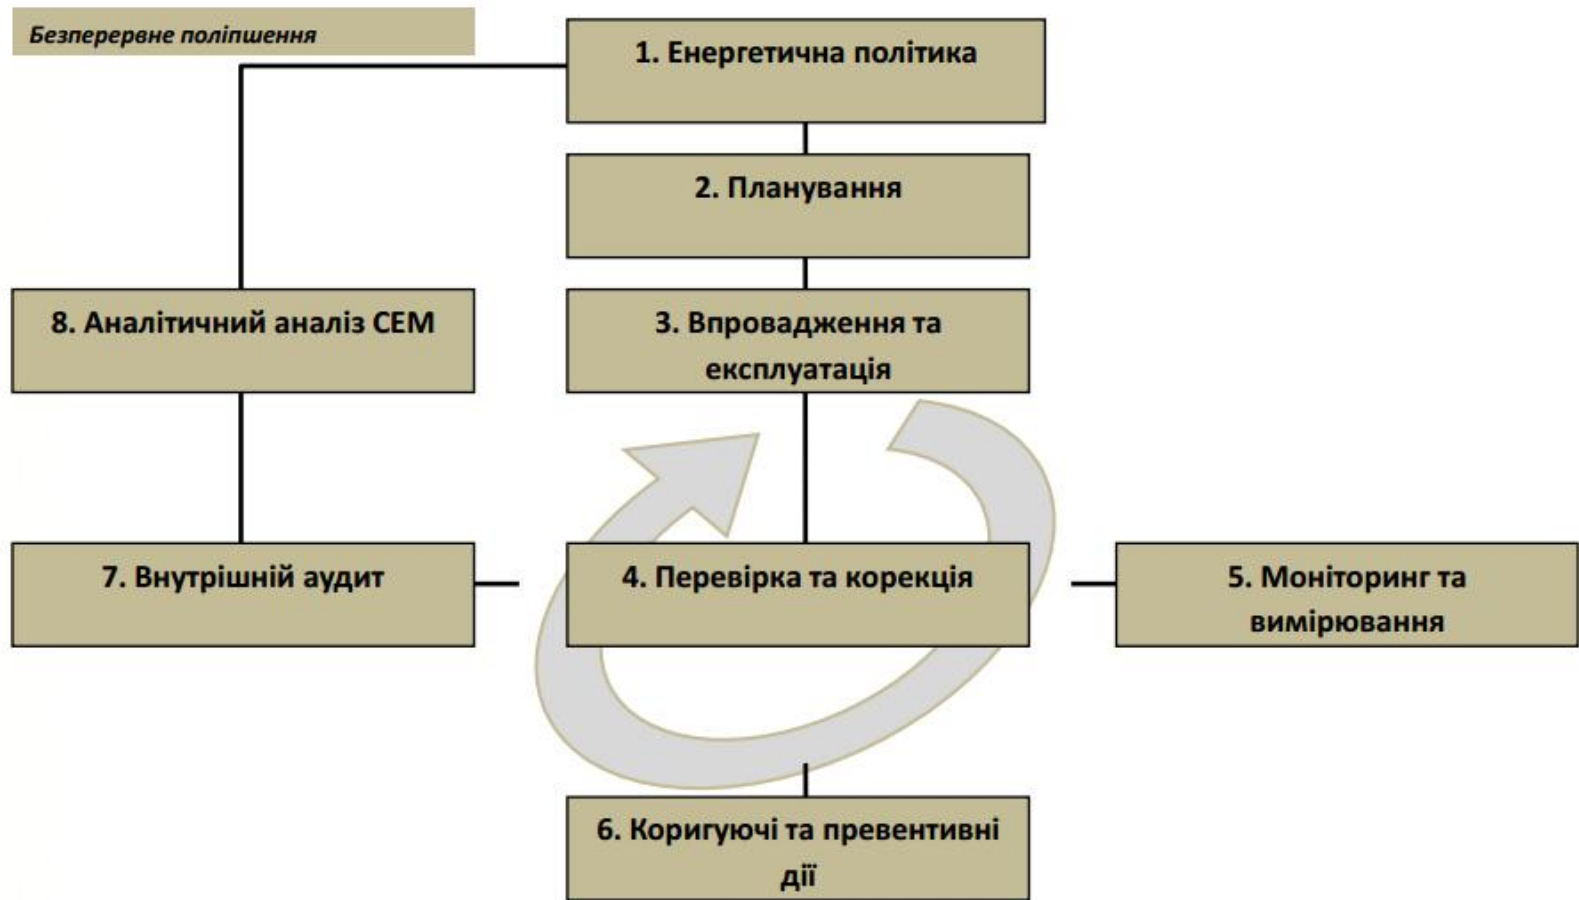 Безперервне поліпшення
1. Енергетична політика
2. Планування
8. Аналітичний аналіз СЕМ
3. Впровадження та
експлуатація
7. Внутрішній аудит
4. Перевірка та корекція
5. Моніторинг та
вимірювання
6. Коригуючі та превентивні
дії